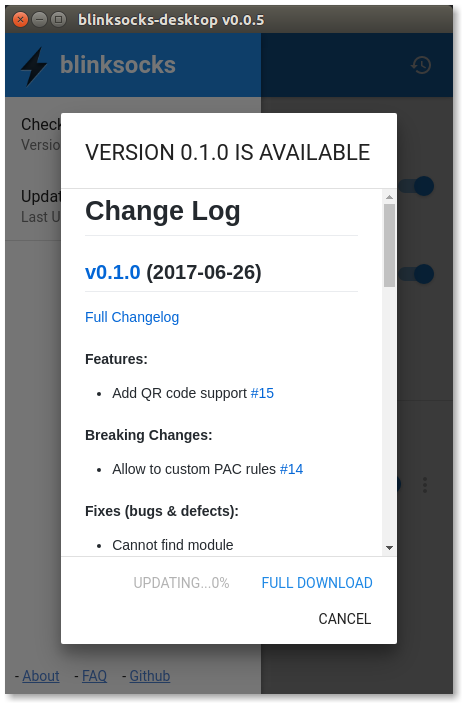 blinksocks-desktop v0.0.5
blinksocks
Check
Versio
Updat
Last U
VERSION 0.1.0 IS AVAILABLE
Change Log
v0.1.0 (2017-06-26)
Full Changelog
Features:
• Add QR code support #15
Breaking Changes:
• Allow to custom PAC rules #14
Fixes (bugs & defects):
• Cannot find module
UPDATING...0% FULL DOWNLOAD
CANCEL
- About - FAQ - Github